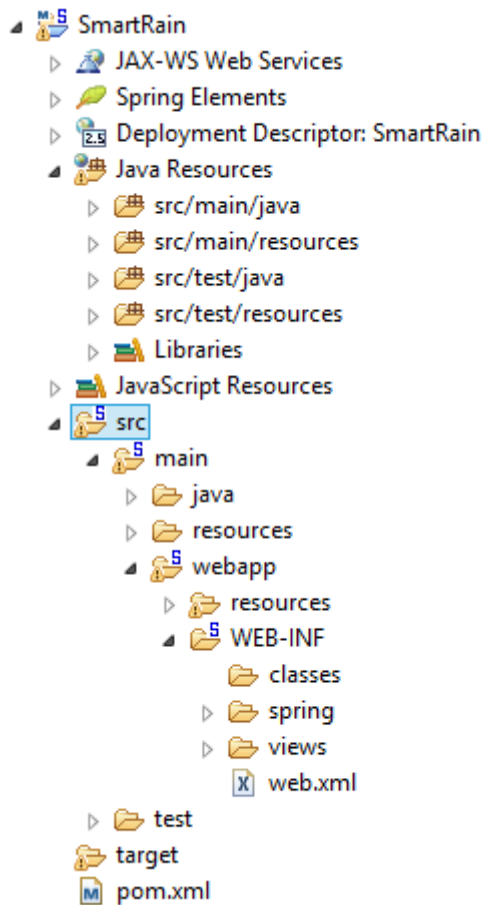 SmartRain
JAX-WS Web Services
Spring Elements
Deployment Descriptor: SmartRain
Java Resources
src/main/java
src/main/resources
src/test/java
src/test/resources
Libraries
JavaScript Resources
src
main
java
resources
webapp
resources
WEB-INF
classes
spring
views
web.xml
test
target
pom.xml